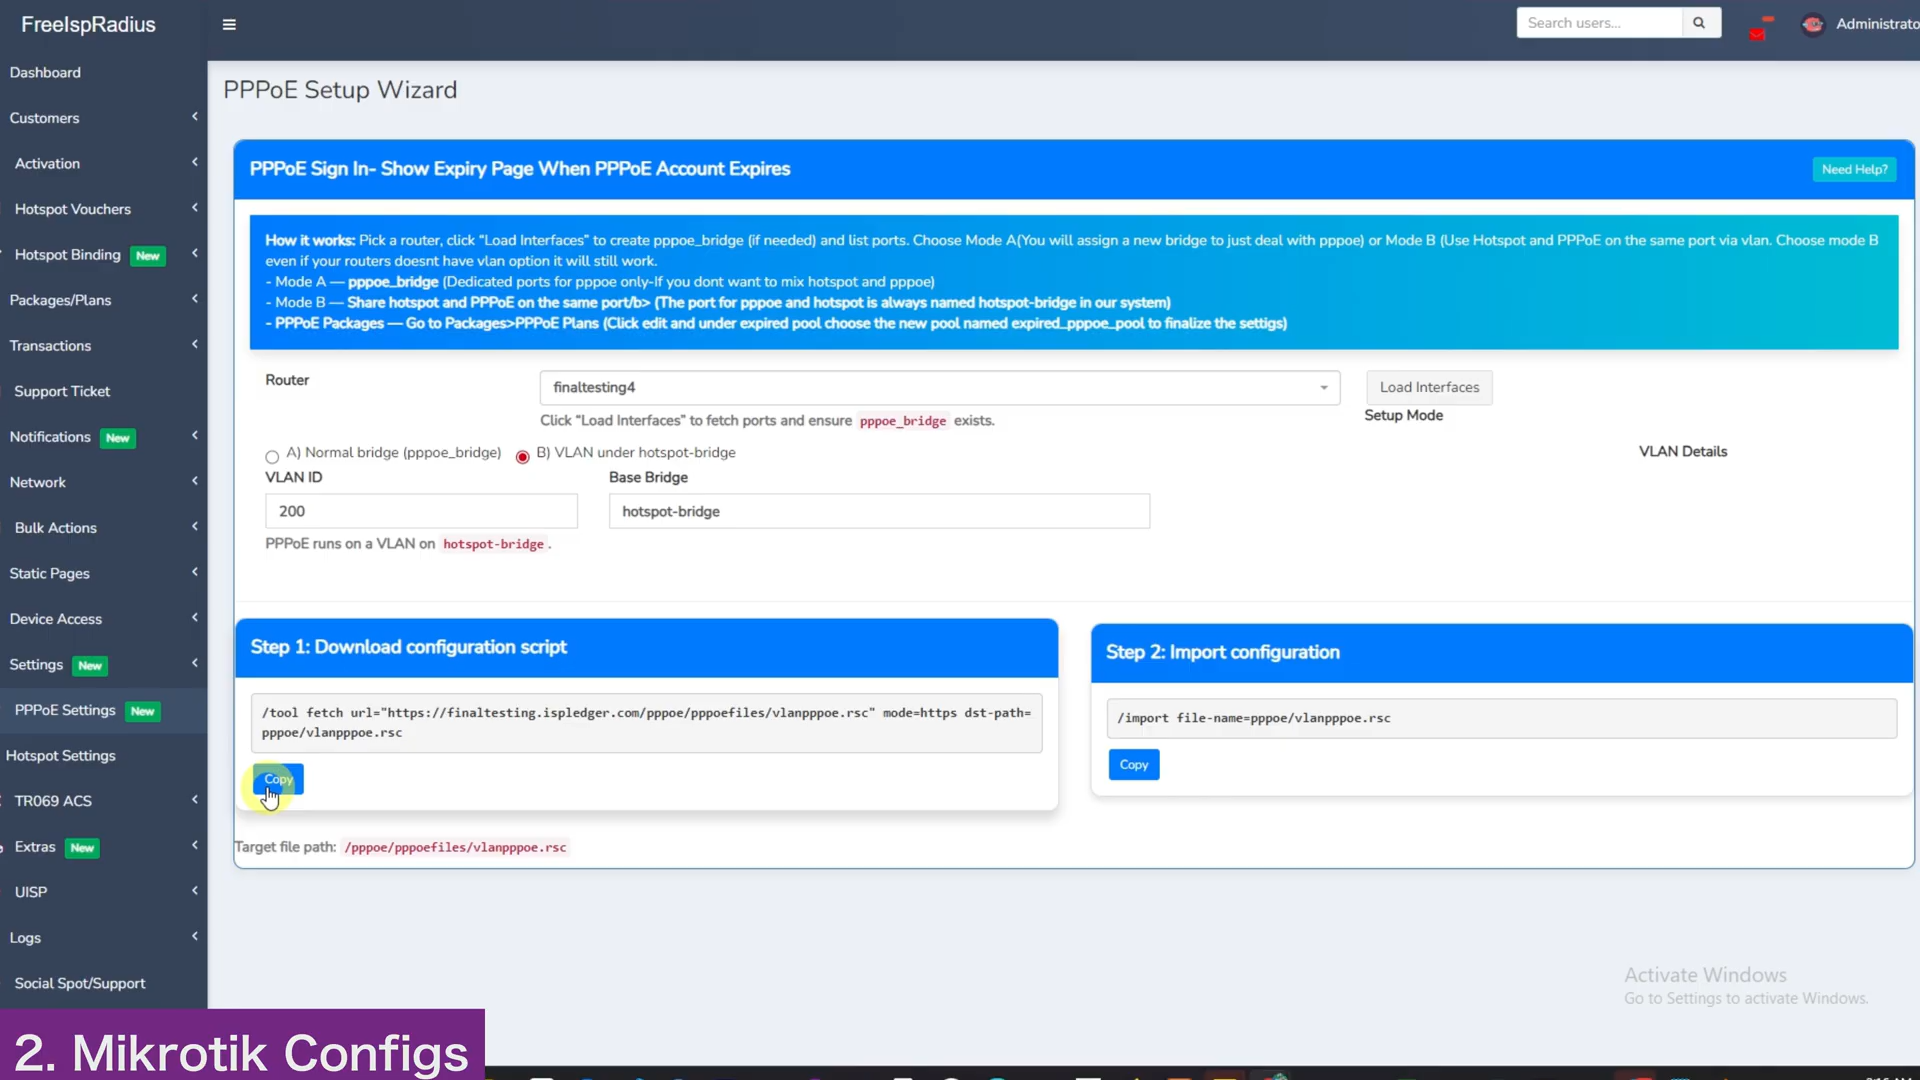 FreeIspRadius
Search users...
Administrato
Dashboard
Customers
Activation
Hotspot Vouchers
Hotspot Binding New
Packages/Plans
Transactions
Support Ticket
Notifications New
Network
Bulk Actions
Static Pages
Device Access
Settings New
PPPoE Settings New
Hotspot Settings
TR069 ACS
Extras New
UISP
Logs
Social Spot/Support
PPPoE Setup Wizard
PPPoE Sign In- Show Expiry Page When PPPoE Account Expires
Need Help?
How it works: Pick a router, click “Load Interfaces” to create pppoe_bridge (if needed) and list ports. Choose Mode A(You will assign a new bridge to just deal with pppoe) or Mode B (Use Hotspot and PPPoE on the same port via vlan. Choose mode B
even if your routers doesnt have vlan option it will still work.
- Mode A — pppoe_bridge (Dedicated ports for pppoe only-If you dont want to mix hotspot and pppoe)
- Mode B — Share hotspot and PPPoE on the same port/b> (The port for pppoe and hotspot is always named hotspot-bridge in our system)
- PPPoE Packages — Go to Packages>PPPoE Plans (Click edit and under expired pool choose the new pool named expired_pppoe_pool to finalize the settigs)
Router
finaltesting4
Load Interfaces
Click “Load Interfaces” to fetch ports and ensure pppoe_bridge exists.
Setup Mode
A) Normal bridge (pppoe_bridge)
B) VLAN under hotspot-bridge
VLAN Details
VLAN ID
Base Bridge
200
hotspot-bridge
PPPoE runs on a VLAN on hotspot-bridge.
Step 1: Download configuration script
/tool fetch url="https://finaltesting.ispledger.com/pppoe/pppoefiles/vlanpppoe.rsc" mode=https dst-path=
pppoe/vlanpppoe.rsc
Copy
Step 2: Import configuration
/import file-name=pppoe/vlanpppoe.rsc
Copy
Target file path: /pppoe/pppoefiles/vlanpppoe.rsc
Activate Windows
Go to Settings to activate Windows.
2. Mikrotik Configs